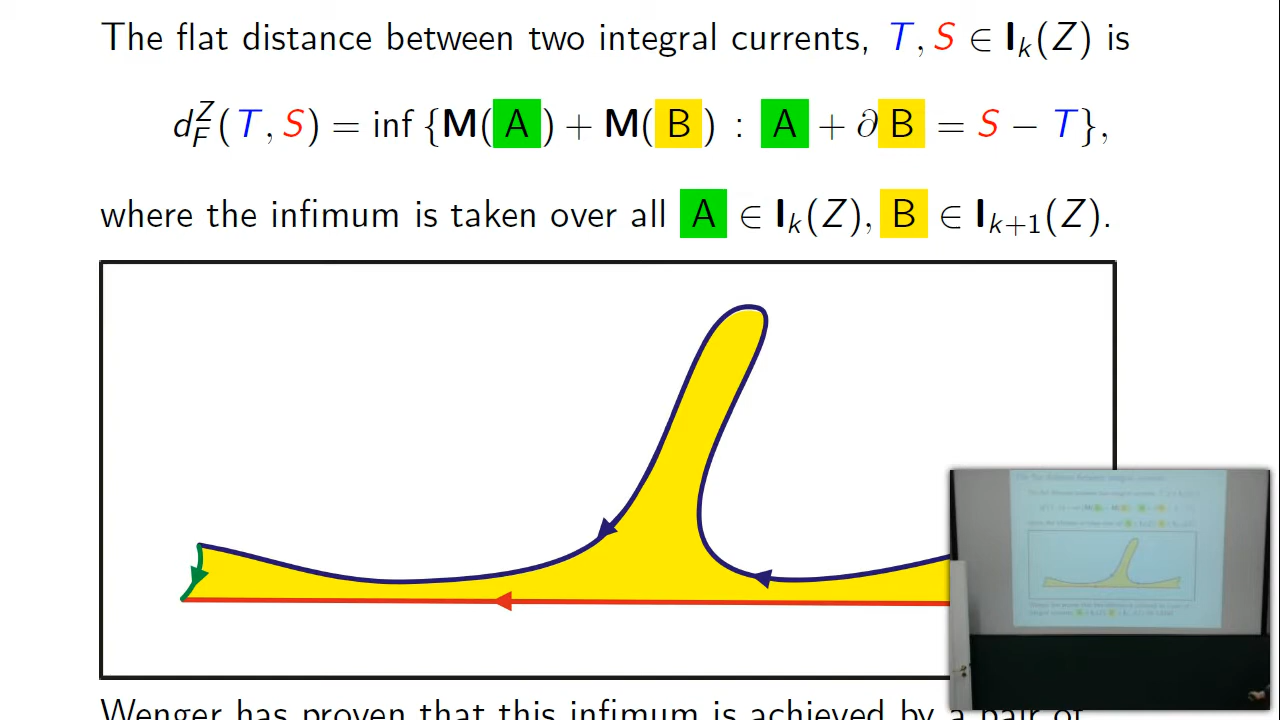 The flat distance between two integral currents, T, S ∈ I_k(Z) is
d_F^Z(T, S) = inf {M(A) + M(B) : A + ∂B = S − T},
where the infimum is taken over all A ∈ I_k(Z), B ∈ I_{k+1}(Z).
Wenger has proven that this infimum is achieved by a pair of